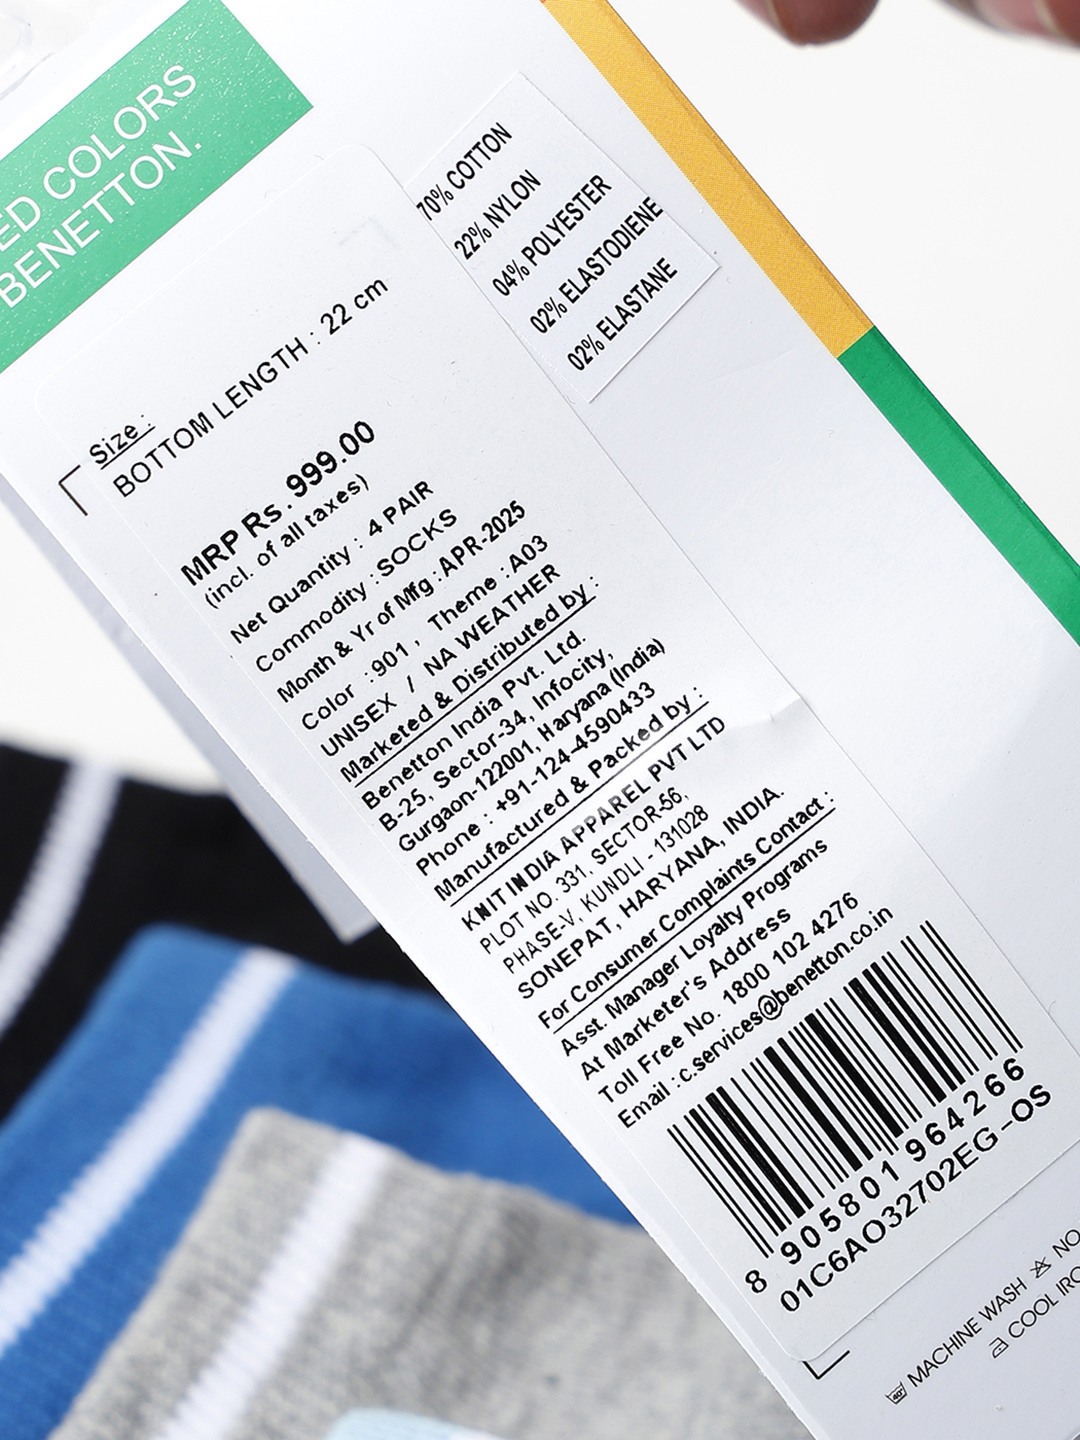 ED COLORS
BENETTON.
70% COTTON
22% NYLON
04% POLYESTER
02% ELASTODIENE
02% ELASTANE
Size :
BOTTOM LENGTH : 22 cm
MRP Rs. 999.00
(incl. of all taxes)
Net Quantity : 4 PAIR
Commodity : SOCKS
Month & Yr of Mfg : APR-2025
Color : 901 , Theme : A03
UNISEX / NA WEATHER
Marketed & Distributed by :
Benetton India Pvt. Ltd.
B-25, Sector-34, Infocity,
Gurgaon-122001, Haryana (India)
Phone : +91-124-4590433
Manufactured & Packed by :
KNIT INDIA APPAREL PVT LTD
PLOT NO. 331, SECTOR-56,
PHASE-V, KUNDLI - 131028
SONEPAT, HARYANA, INDIA.
For Consumer Complaints Contact :
Asst. Manager Loyalty Programs
At Marketer's Address
Toll Free No. 1800 102 4276
Email :c.services@benetton.co.in
8 905801 964266
01C6AO32702EG-OS
40° MACHINE WASH NO
COOL IRO